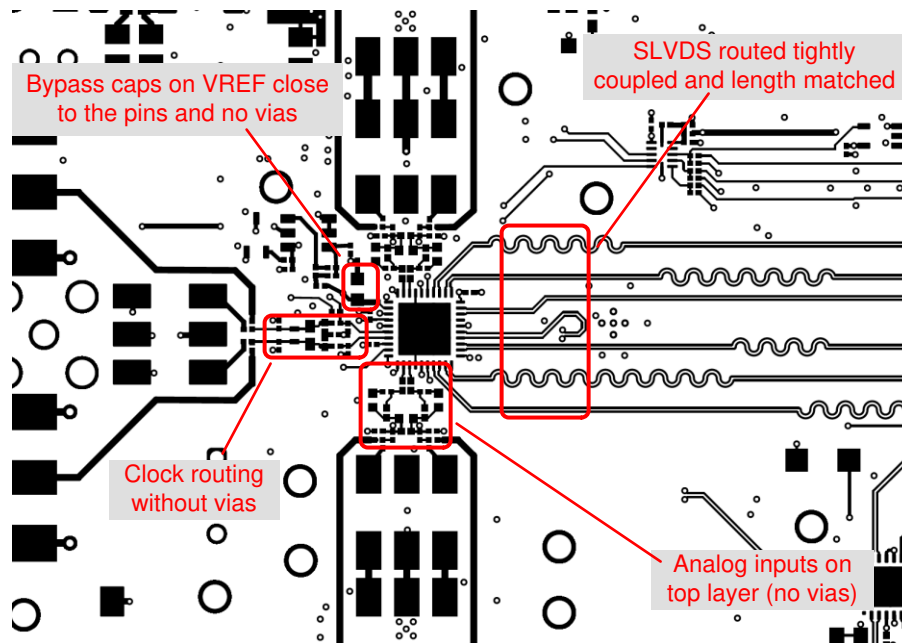 Bypass caps on VREF close
to the pins and no vias
SLVDS routed tightly
coupled and length matched
Clock routing
without vias
Analog inputs on
top layer (no vias)